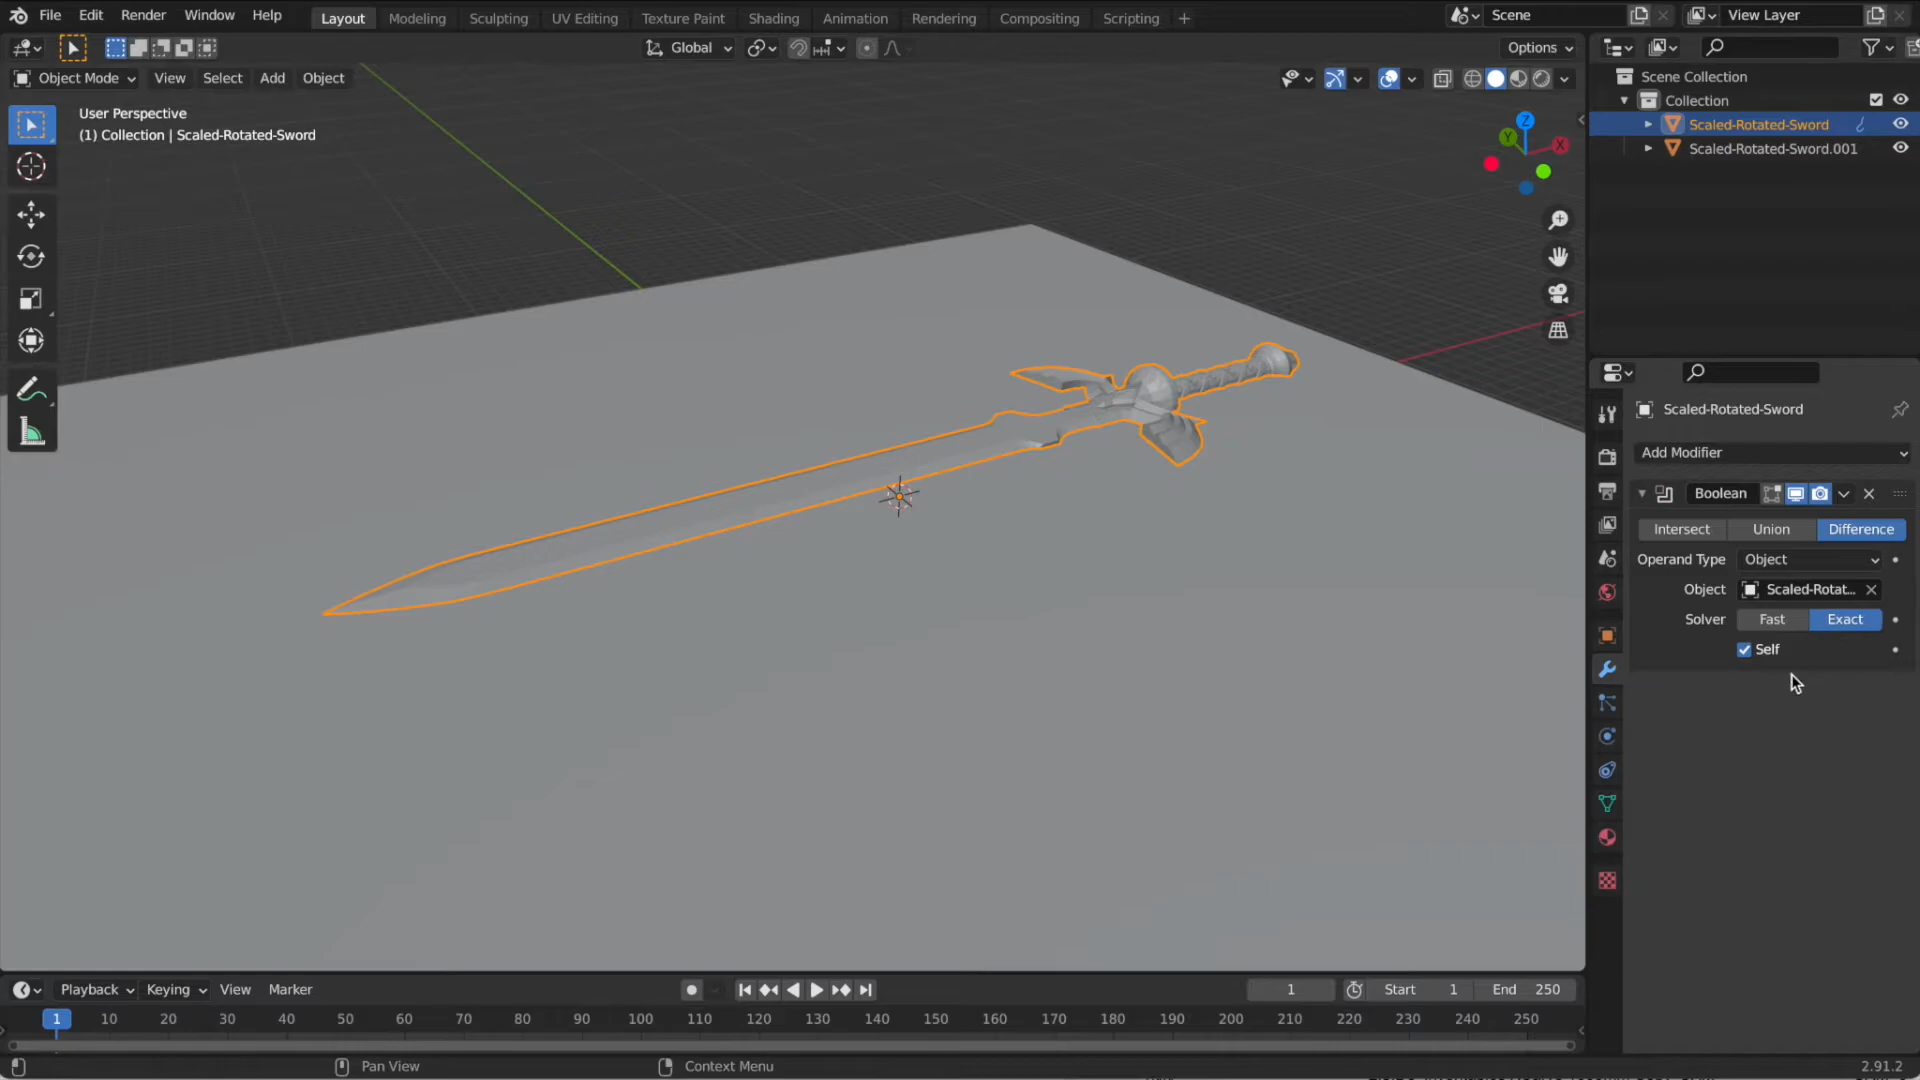 File Edit Render Window Help Layout Modeling Sculpting UV Editing Texture Paint Shading Animation Rendering Compositing Scripting + Scene View Layer
Global Options
Object Mode View Select Add Object
User Perspective
(1) Collection | Scaled-Rotated-Sword
Z
Y
X
Scene Collection
Collection
Scaled-Rotated-Sword
Scaled-Rotated-Sword.001
Scaled-Rotated-Sword
Add Modifier
Boolean
Intersect Union Difference
Operand Type Object
Object Scaled-Rotat...
Solver Fast Exact
Self
Playback Keying View Marker 1 Start 1 End 250
1 10 20 30 40 50 60 70 80 90 100 110 120 130 140 150 160 170 180 190 200 210 220 230 240 250
Pan View Context Menu 2.91.2